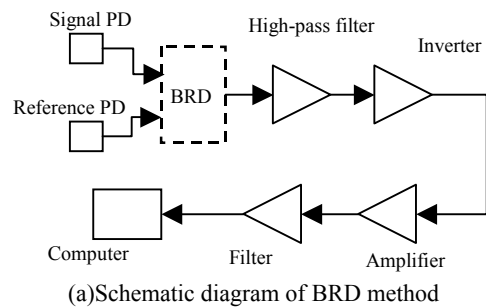 Signal PD
High-pass filter
Inverter
Reference PD
BRD
Computer
Filter
Amplifier
(a)Schematic diagram of BRD method